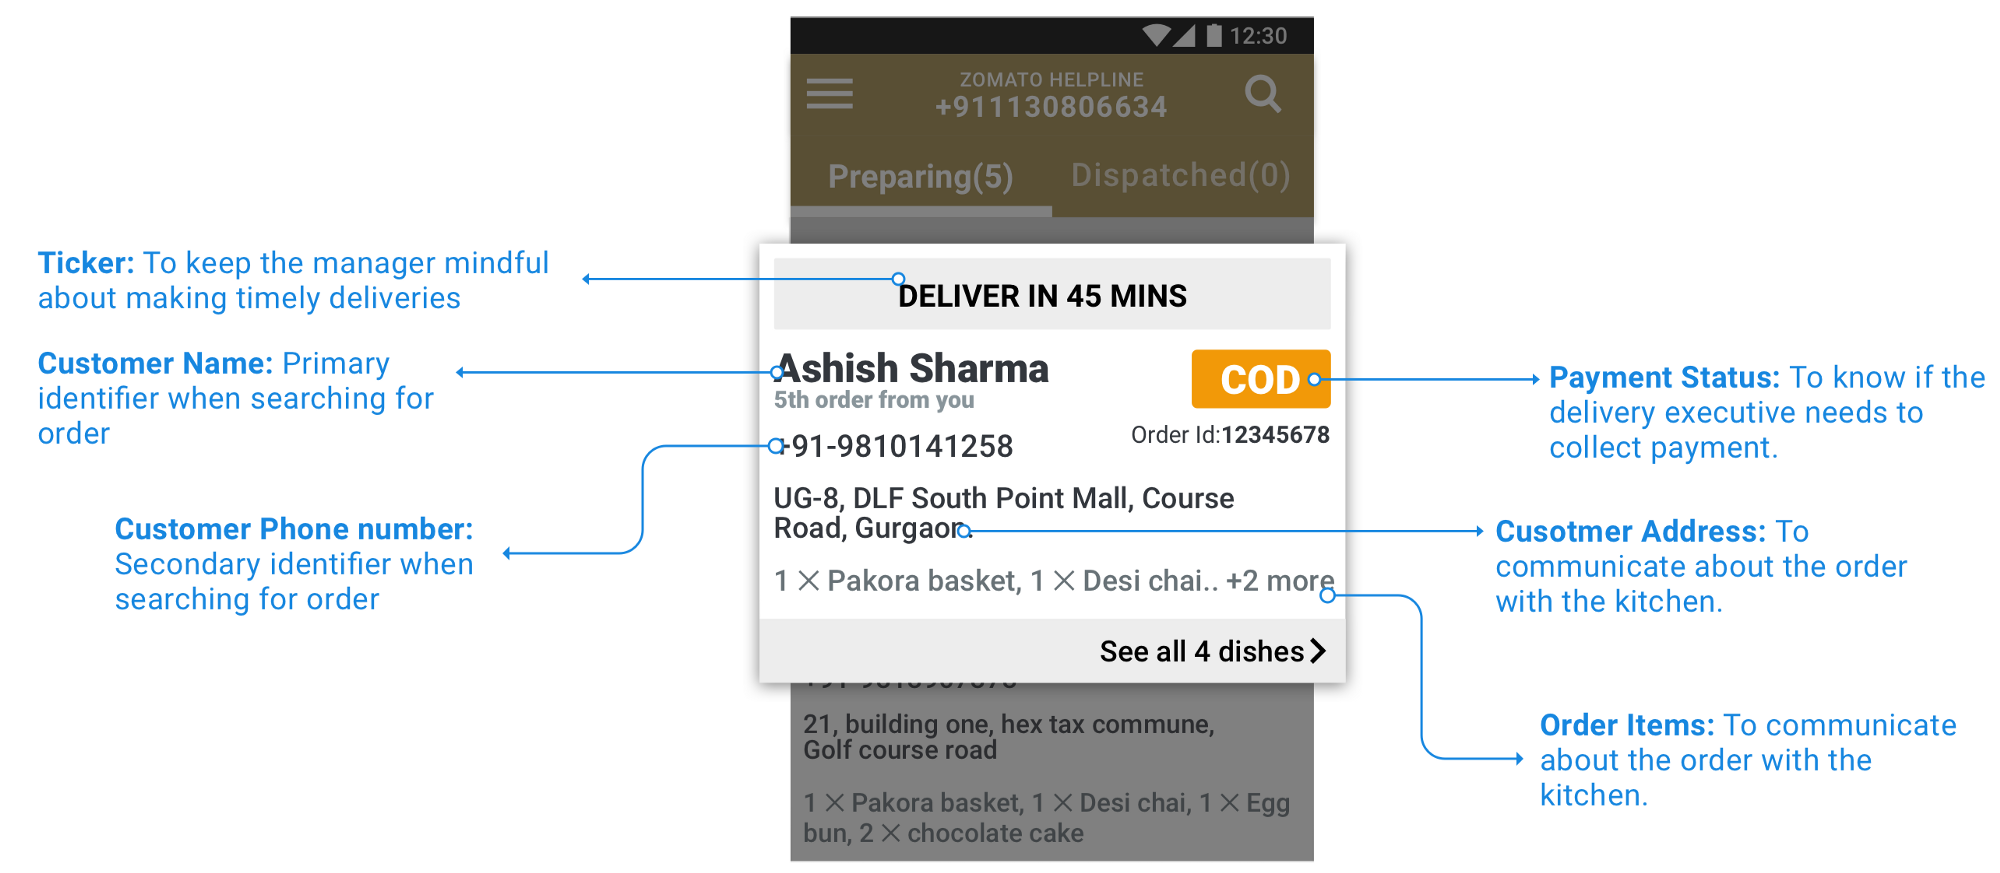 12:30
ZOMATO HELPLINE
+911130806634
Preparing(5)
Dispatched(0)
Ticker: To keep the manager mindful
about making timely deliveries
DELIVER IN 45 MINS
Customer Name: Primary
identifier when searching for
order
Ashish Sharma
5th order from you
COD
Payment Status: To know if the
delivery executive needs to
collect payment.
+91-9810141258
Order Id:12345678
Customer Phone number:
Secondary identifier when
searching for order
UG-8, DLF South Point Mall, Course
Road, Gurgaon.
Cusotmer Address: To
communicate about the order
with the kitchen.
1 × Pakora basket, 1 × Desi chai.. +2 more
See all 4 dishes
Order Items: To communicate
about the order with the
kitchen.
21, building one, hex tax commune,
Golf course road
1 × Pakora basket, 1 × Desi chai, 1 × Egg
bun, 2 × chocolate cake